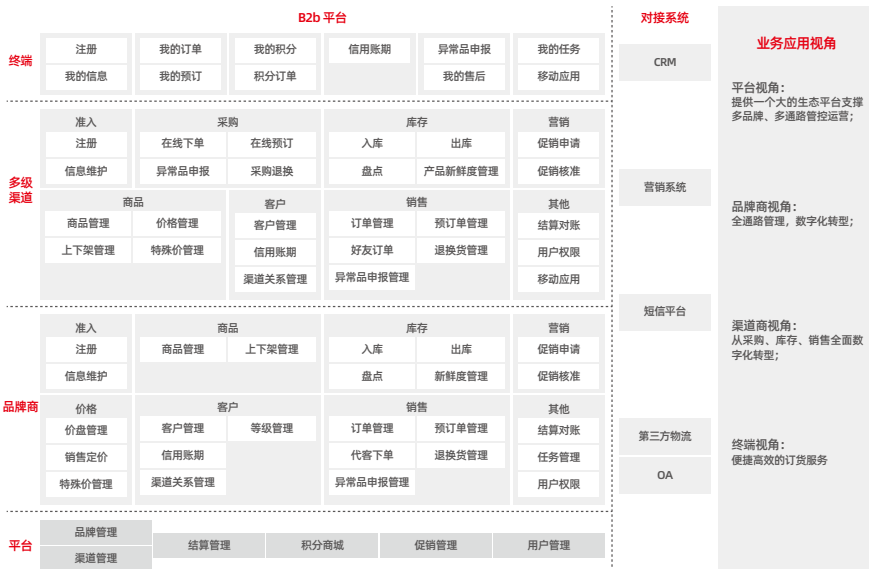 B2b 平台
终端
注册
我的订单
我的积分
信用账期
异常品申报
我的任务
我的信息
我的预订
积分订单
我的售后
移动应用
多级
渠道
准入
采购
库存
营销
注册
在线下单
在线预订
入库
出库
促销申请
信息维护
异常品申报
采购退换
盘点
产品新鲜度管理
促销核准
商品
客户
销售
其他
商品管理
价格管理
客户管理
订单管理
预订单管理
结算对账
上下架管理
特殊价管理
信用账期
好友订单
退换货管理
用户权限
渠道关系管理
异常品申报管理
移动应用
品牌商
准入
商品
库存
营销
注册
商品管理
上下架管理
入库
出库
促销申请
信息维护
盘点
新鲜度管理
促销核准
价格
客户
销售
其他
价盘管理
客户管理
等级管理
订单管理
预订单管理
结算对账
销售定价
信用账期
代客下单
退换货管理
任务管理
特殊价管理
渠道关系管理
异常品申报管理
用户权限
平台
品牌管理
渠道管理
结算管理
积分商城
促销管理
用户管理
对接系统
CRM
营销系统
短信平台
第三方物流
OA
业务应用视角
平台视角：
提供一个大的生态平台支撑
多品牌、多通路管控运营；
品牌商视角：
全通路管理，数字化转型；
渠道商视角：
从采购、库存、销售全面数
字化转型；
终端视角：
便捷高效的订货服务